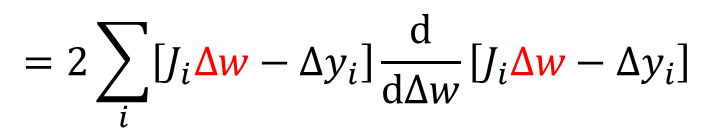 = 2 ∑_i [J_i Δw − Δy_i] d/dΔw [J_i Δw − Δy_i]